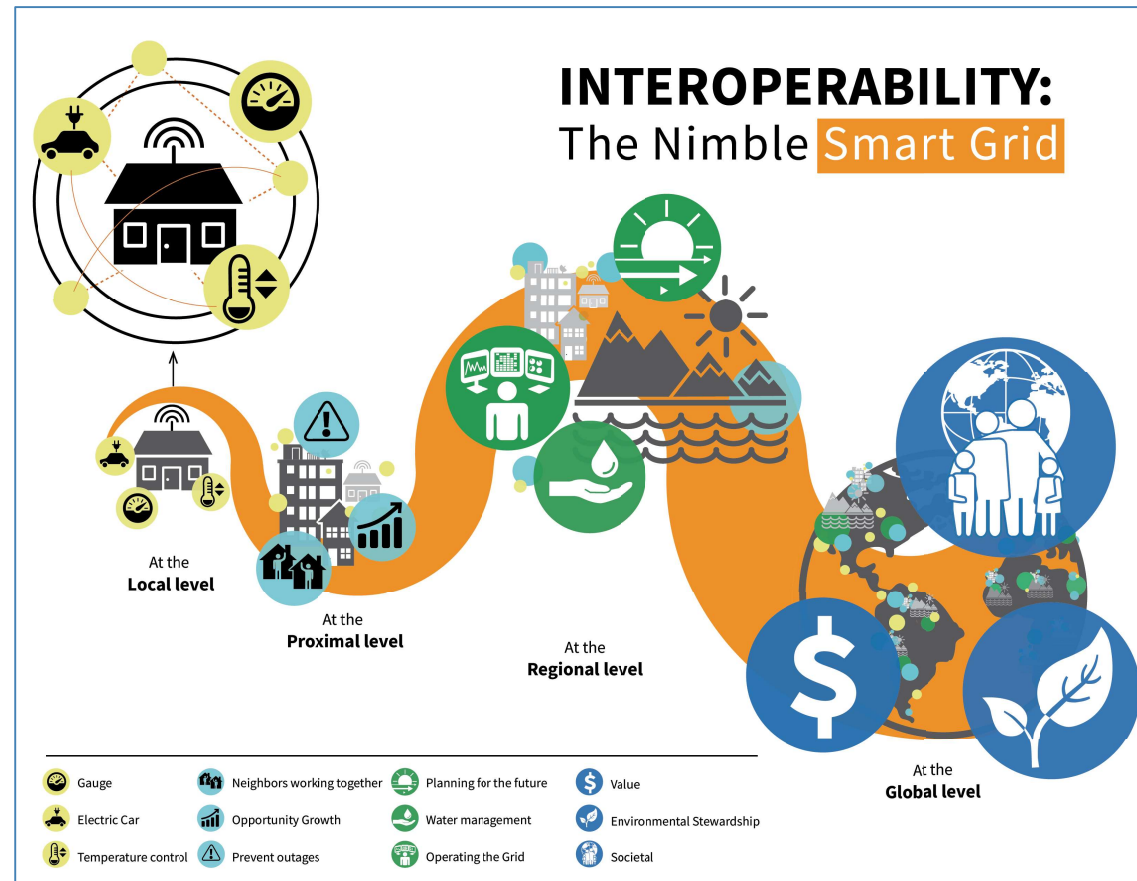 INTEROPERABILITY:
The Nimble Smart Grid
At the
Local level
At the
Proximal level
At the
Regional level
At the
Global level
Gauge
Neighbors working together
Planning for the future
Value
Electric Car
Opportunity Growth
Water management
Environmental Stewardship
Temperature control
Prevent outages
Operating the Grid
Societal